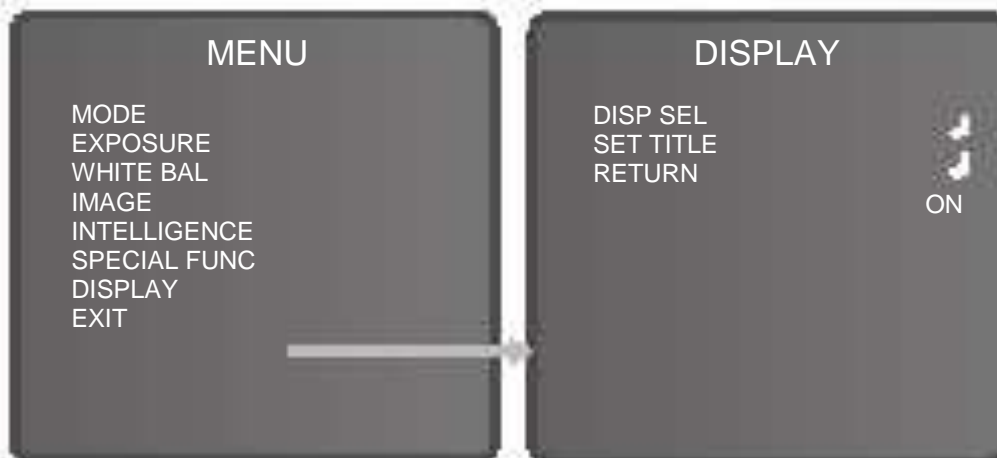 MENU
MODE
EXPOSURE
WHITE BAL
IMAGE
INTELLIGENCE
SPECIAL FUNC
DISPLAY
EXIT
DISPLAY
DISP SEL
SET TITLE
RETURN
ON